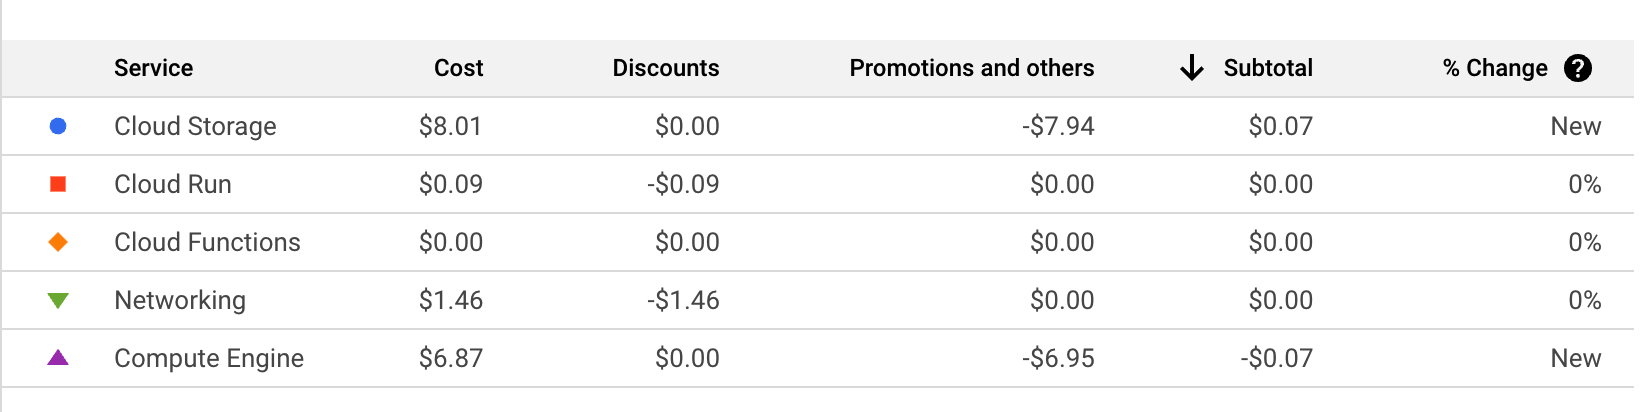 Service Cost Discounts Promotions and others ↓ Subtotal % Change ?
Cloud Storage $8.01 $0.00 -$7.94 $0.07 New
Cloud Run $0.09 -$0.09 $0.00 $0.00 0%
Cloud Functions $0.00 $0.00 $0.00 $0.00 0%
Networking $1.46 -$1.46 $0.00 $0.00 0%
Compute Engine $6.87 $0.00 -$6.95 -$0.07 New